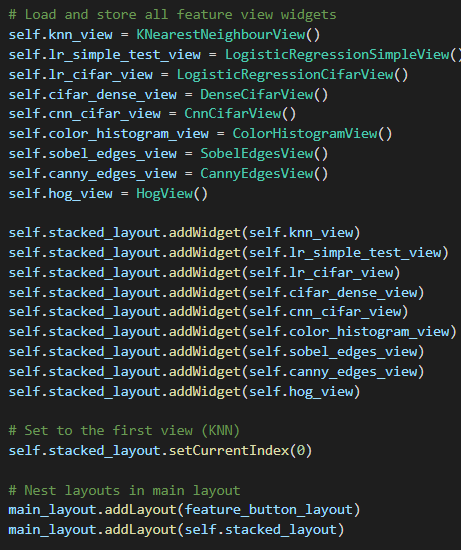 # Load and store all feature view widgets
self.knn_view = KNearestNeighbourView()
self.lr_simple_test_view = LogisticRegressionSimpleView()
self.lr_cifar_view = LogisticRegressionCifarView()
self.cifar_dense_view = DenseCifarView()
self.cnn_cifar_view = CnnCifarView()
self.color_histogram_view = ColorHistogramView()
self.sobel_edges_view = SobelEdgesView()
self.canny_edges_view = CannyEdgesView()
self.hog_view = HogView()
self.stacked_layout.addWidget(self.knn_view)
self.stacked_layout.addWidget(self.lr_simple_test_view)
self.stacked_layout.addWidget(self.lr_cifar_view)
self.stacked_layout.addWidget(self.cifar_dense_view)
self.stacked_layout.addWidget(self.cnn_cifar_view)
self.stacked_layout.addWidget(self.color_histogram_view)
self.stacked_layout.addWidget(self.sobel_edges_view)
self.stacked_layout.addWidget(self.canny_edges_view)
self.stacked_layout.addWidget(self.hog_view)
# Set to the first view (KNN)
self.stacked_layout.setCurrentIndex(0)
# Nest layouts in main layout
main_layout.addLayout(feature_button_layout)
main_layout.addLayout(self.stacked_layout)